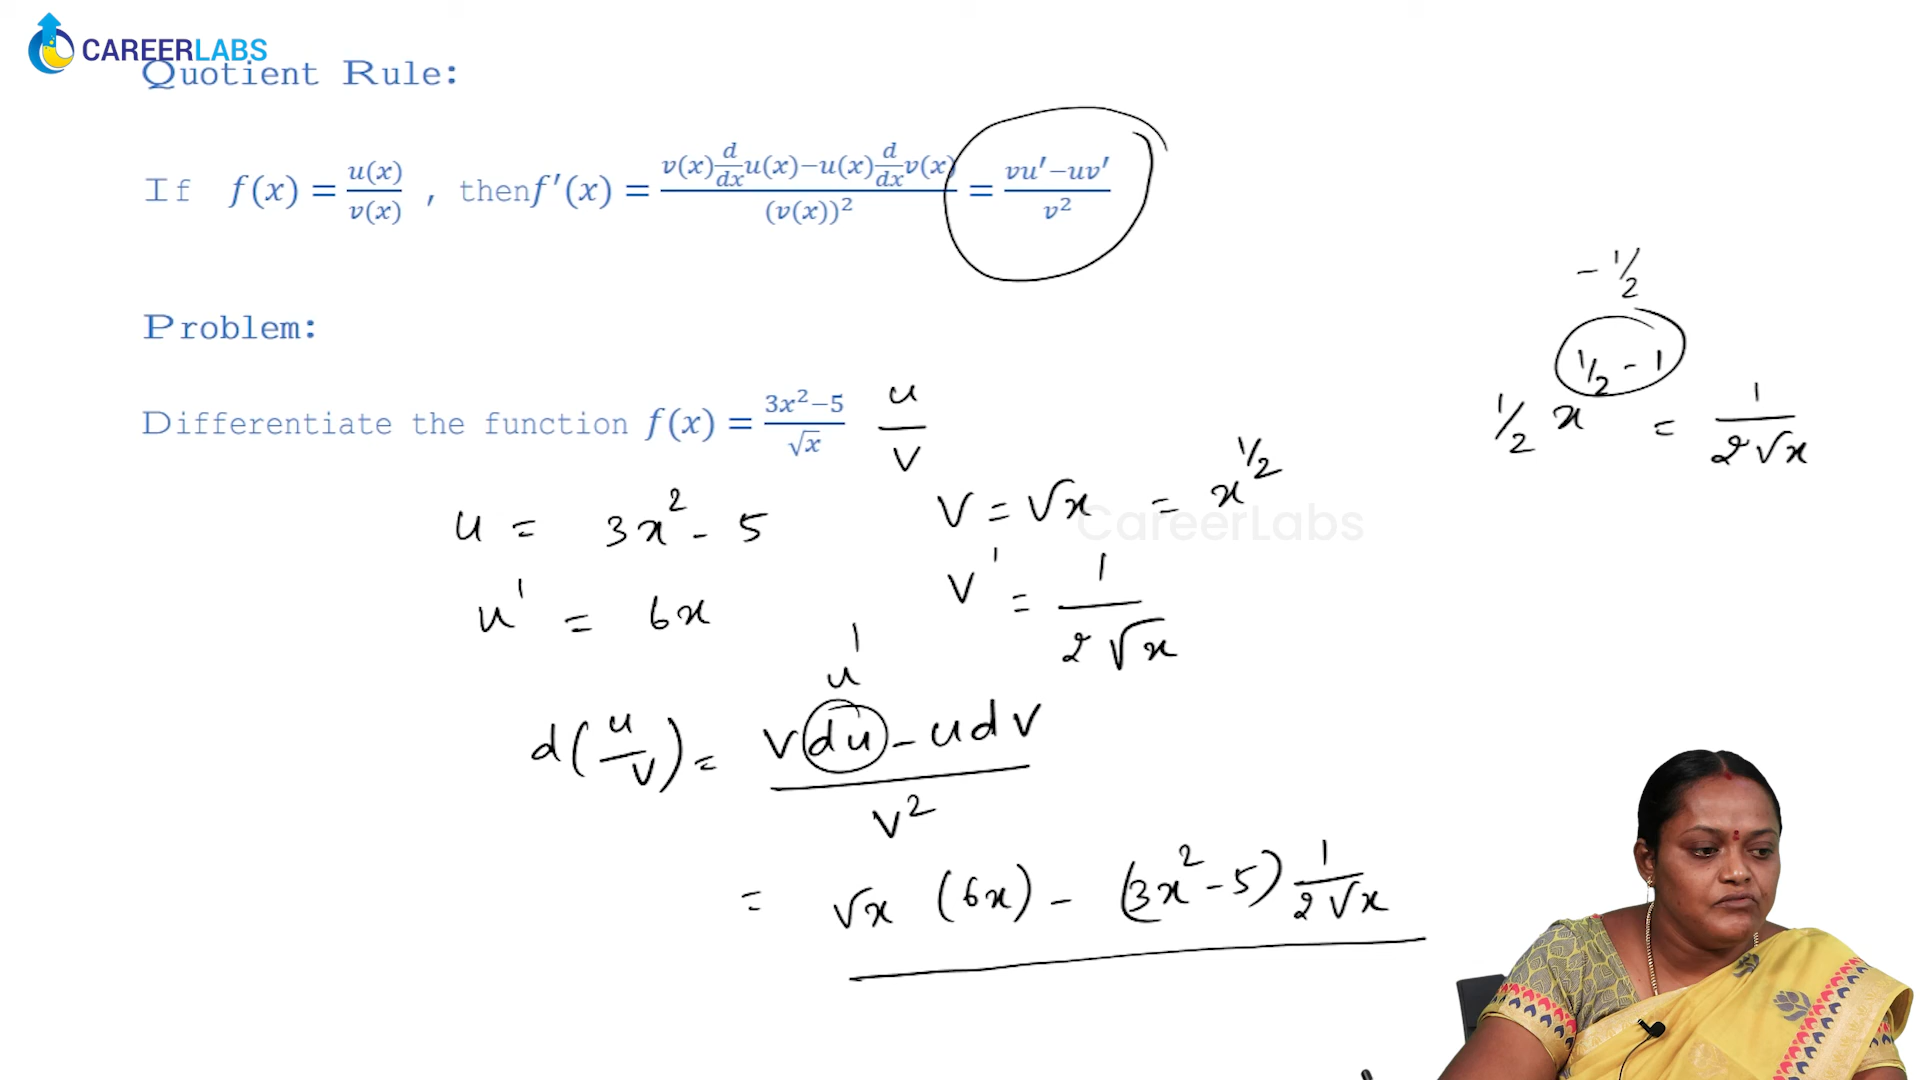 CAREERLABS
Quotient Rule:
If f(x) = u(x)/v(x) , then f′(x) = (v(x) d/dx u(x)−u(x) d/dx v(x))/(v(x))² = (vu′−uv′)/v²
Problem:
Differentiate the function f(x) = (3x²−5)/√x u/v
- 1/2
1/2 x^(1/2 - 1) = 1/(2√x)
u = 3x² - 5 v = √x = x^(1/2)
CareerLabs
u' = 6x v' = 1/(2√x)
u'
d(u/v) = (v du - u dv)/v²
= √x (6x) - (3x² - 5) 1/(2√x)